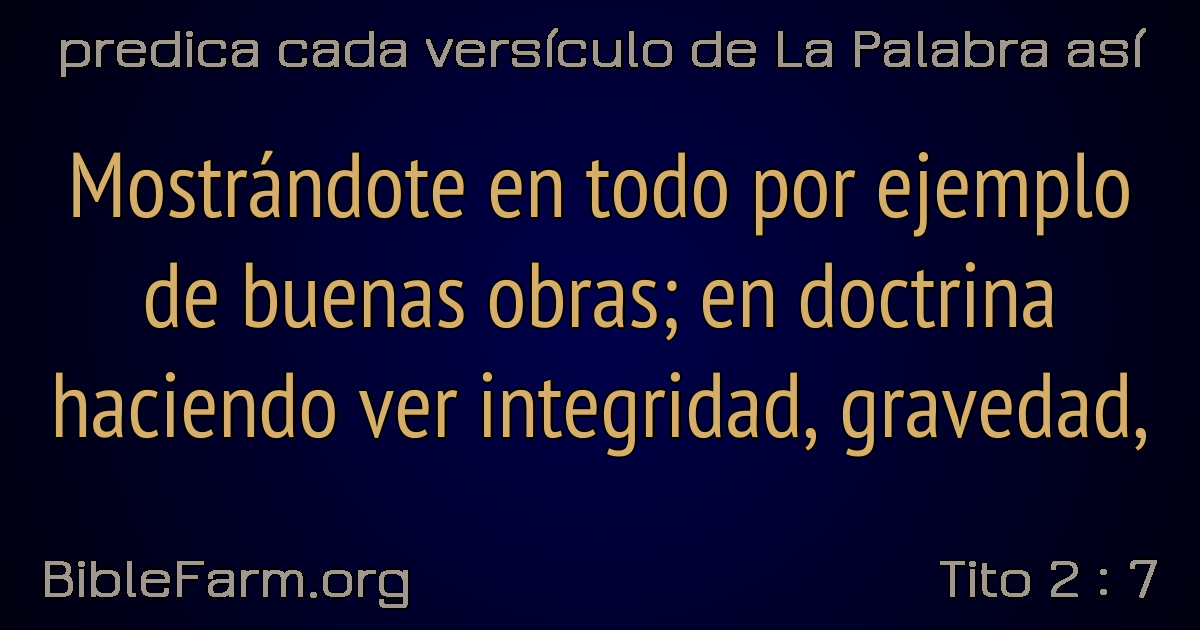 predica cada versículo de La Palabra así
Mostrándote en todo por ejemplo
de buenas obras; en doctrina
haciendo ver integridad, gravedad,
BibleFarm.org
Tito 2 : 7